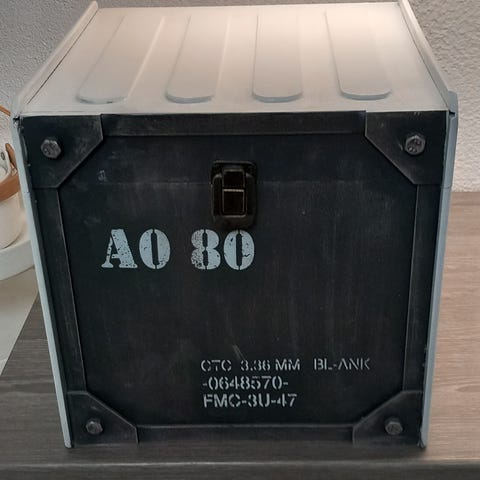 AO 80
CTC 3.36 MM BL-ANK
-0648570-
FMC-3U-47